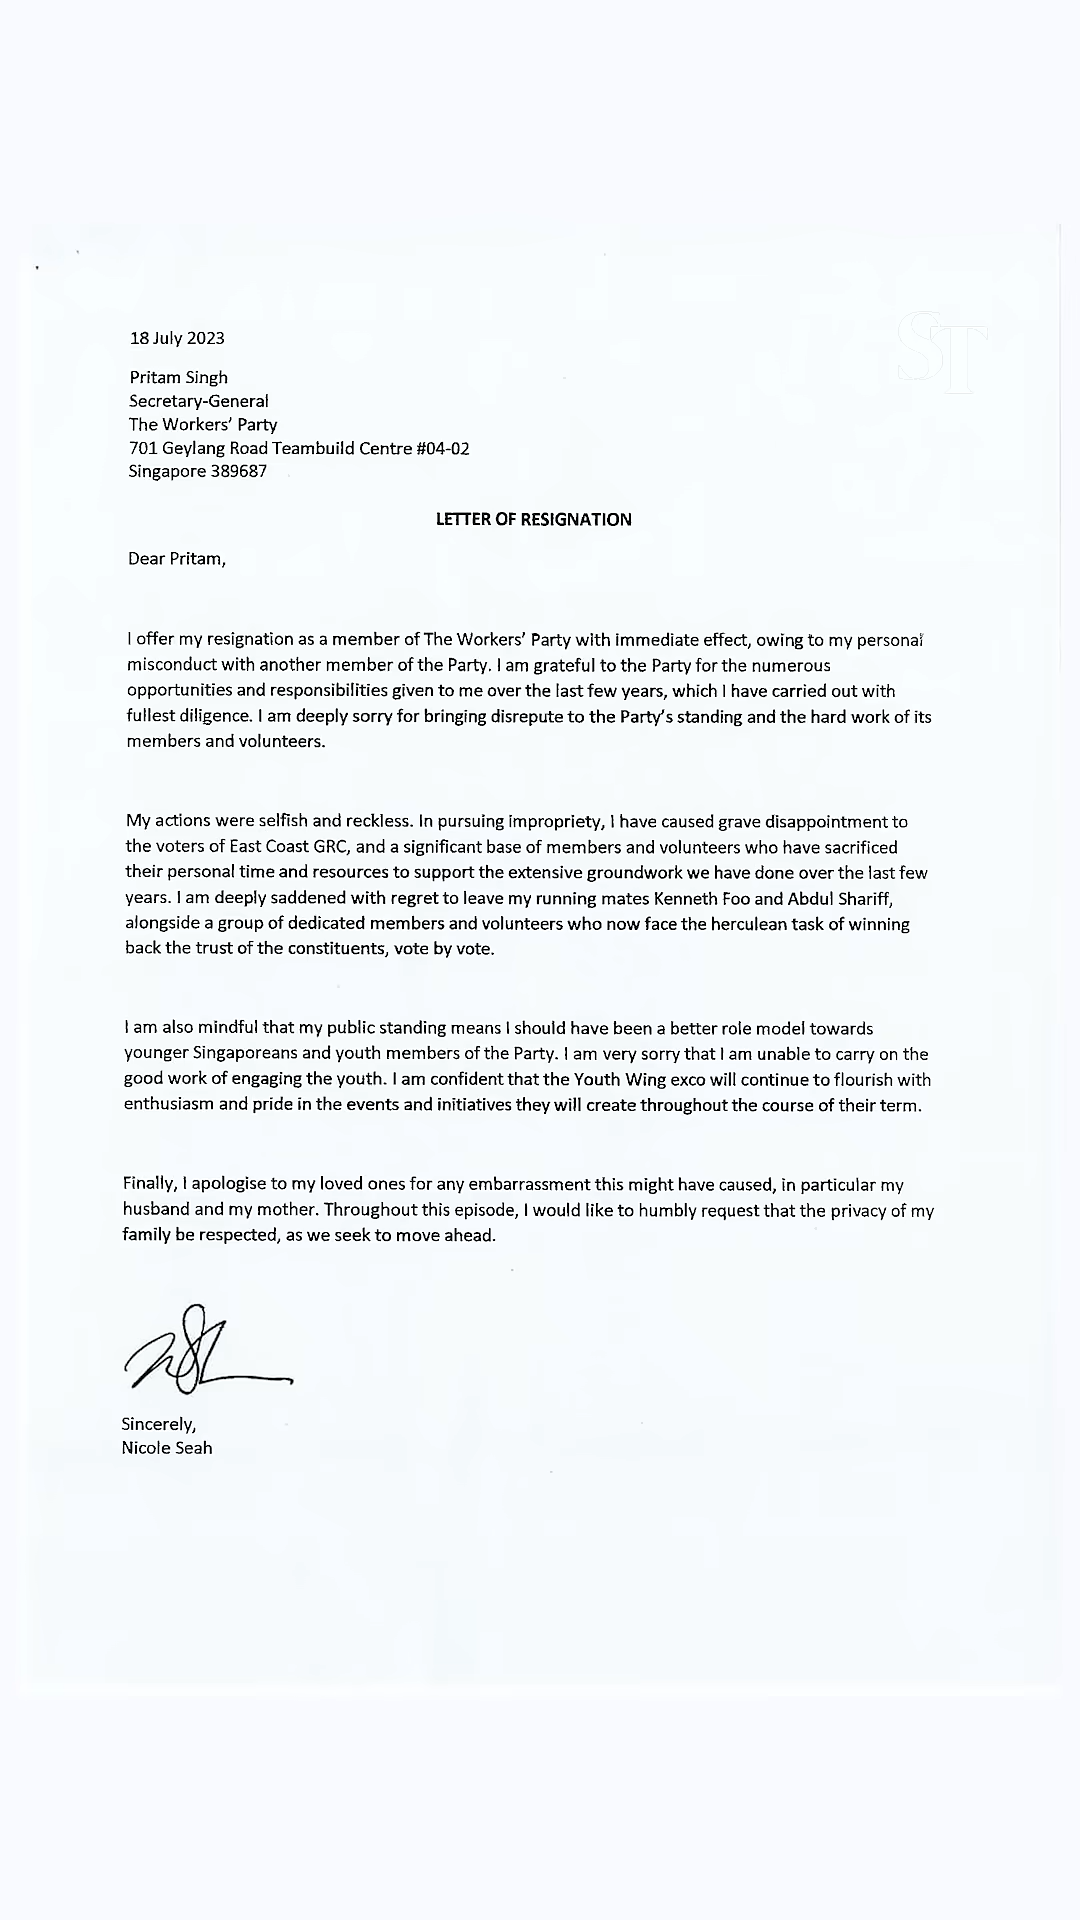 18 July 2023
ST
Pritam Singh
Secretary-General
The Workers' Party
701 Geylang Road Teambuild Centre #04-02
Singapore 389687
LETTER OF RESIGNATION
Dear Pritam,
I offer my resignation as a member of The Workers' Party with immediate effect, owing to my personal
misconduct with another member of the Party. I am grateful to the Party for the numerous
opportunities and responsibilities given to me over the last few years, which I have carried out with
fullest diligence. I am deeply sorry for bringing disrepute to the Party's standing and the hard work of its
members and volunteers.
My actions were selfish and reckless. In pursuing impropriety, I have caused grave disappointment to
the voters of East Coast GRC, and a significant base of members and volunteers who have sacrificed
their personal time and resources to support the extensive groundwork we have done over the last few
years. I am deeply saddened with regret to leave my running mates Kenneth Foo and Abdul Shariff,
alongside a group of dedicated members and volunteers who now face the herculean task of winning
back the trust of the constituents, vote by vote.
I am also mindful that my public standing means I should have been a better role model towards
younger Singaporeans and youth members of the Party. I am very sorry that I am unable to carry on the
good work of engaging the youth. I am confident that the Youth Wing exco will continue to flourish with
enthusiasm and pride in the events and initiatives they will create throughout the course of their term.
Finally, I apologise to my loved ones for any embarrassment this might have caused, in particular my
husband and my mother. Throughout this episode, I would like to humbly request that the privacy of my
family be respected, as we seek to move ahead.
Sincerely,
Nicole Seah